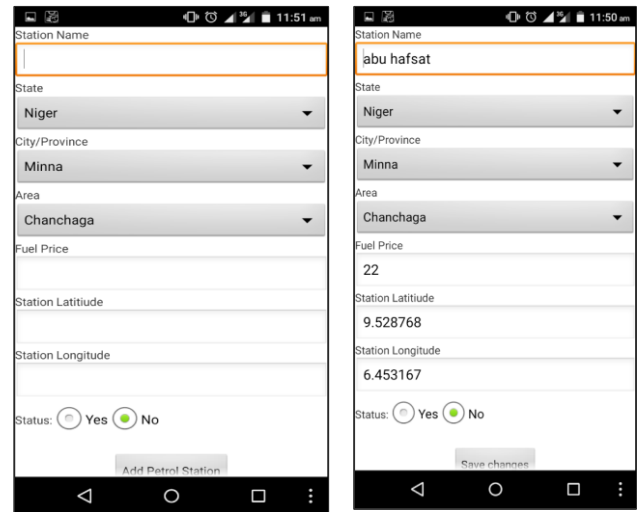 11:51 am
Station Name
State
Niger
City/Province
Minna
Area
Chanchaga
Fuel Price
Station Latitiude
Station Longitude
Status: Yes No
Add Petrol Station
3G 11:50 am
Station Name
abu hafsat
State
Niger
City/Province
Minna
Area
Chanchaga
Fuel Price
22
Station Latitiude
9.528768
Station Longitude
6.453167
Status: Yes No
Save changes